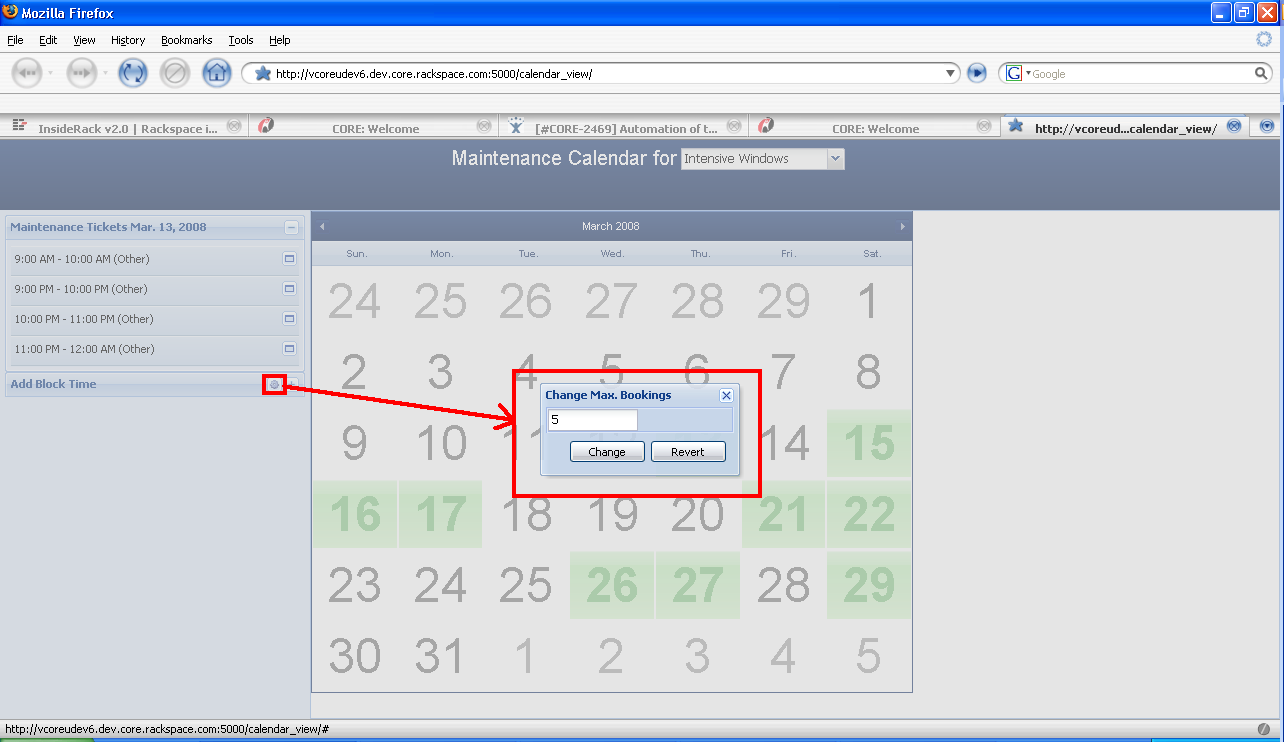 Mozilla Firefox
File Edit View History Bookmarks Tools Help
http://vcoreudev6.dev.core.rackspace.com:5000/calendar_view/
G Google
InsideRack v2.0 | Rackspace i...
CORE: Welcome
[#CORE-2469] Automation of t...
CORE: Welcome
http://vcoreud...calendar_view/
Maintenance Calendar for Intensive Windows
Maintenance Tickets Mar. 13, 2008
9:00 AM - 10:00 AM (Other)
9:00 PM - 10:00 PM (Other)
10:00 PM - 11:00 PM (Other)
11:00 PM - 12:00 AM (Other)
Add Block Time
March 2008
Sun. Mon. Tue. Wed. Thu. Fri. Sat.
24 25 26 27 28 29 1
2 3 4 5 6 7 8
9 10 11 14 15
16 17 18 19 20 21 22
23 24 25 26 27 28 29
30 31 1 2 3 4 5
Change Max. Bookings
5
Change Revert
http://vcoreudev6.dev.core.rackspace.com:5000/calendar_view/#